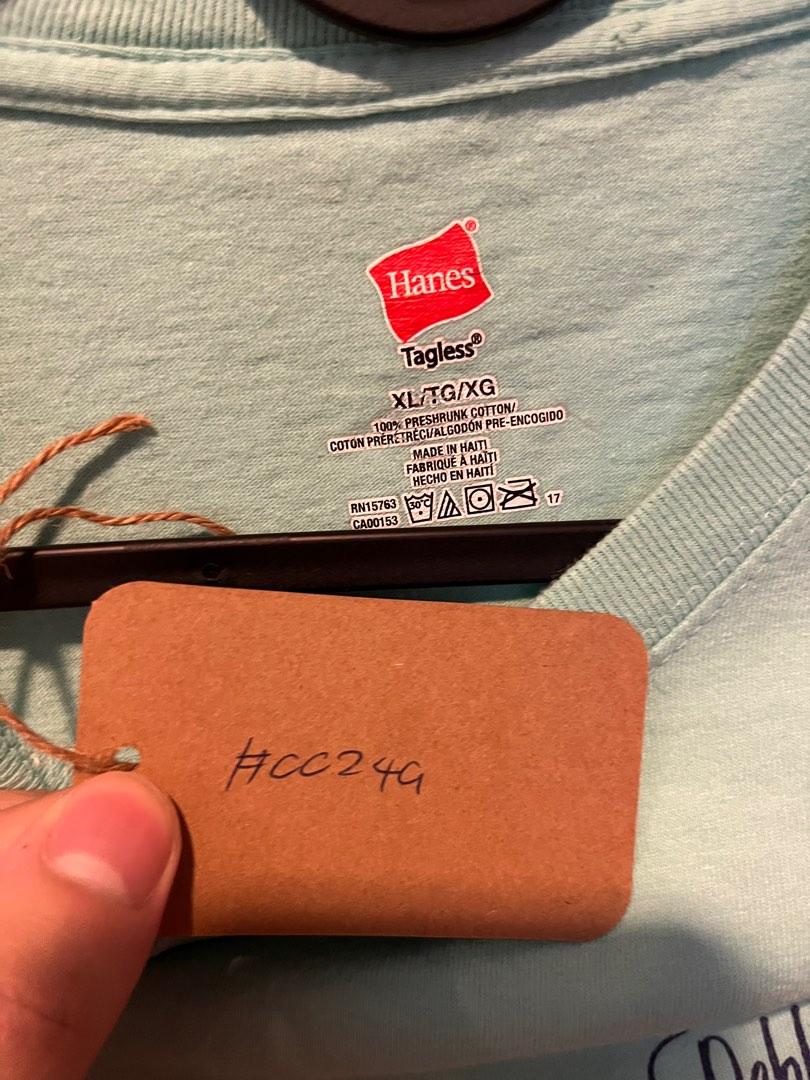 Hanes®
Tagless®
XL/TG/XG
100% PRESHRUNK COTTON/
COTON PRÉRÉTRÉCI/ALGODÓN PRE-ENCOGIDO
MADE IN HAITI
FABRIQUÉ À HAÏTI
HECHO EN HAITÍ
RN15763 30°C 17
CA00153
#CC249